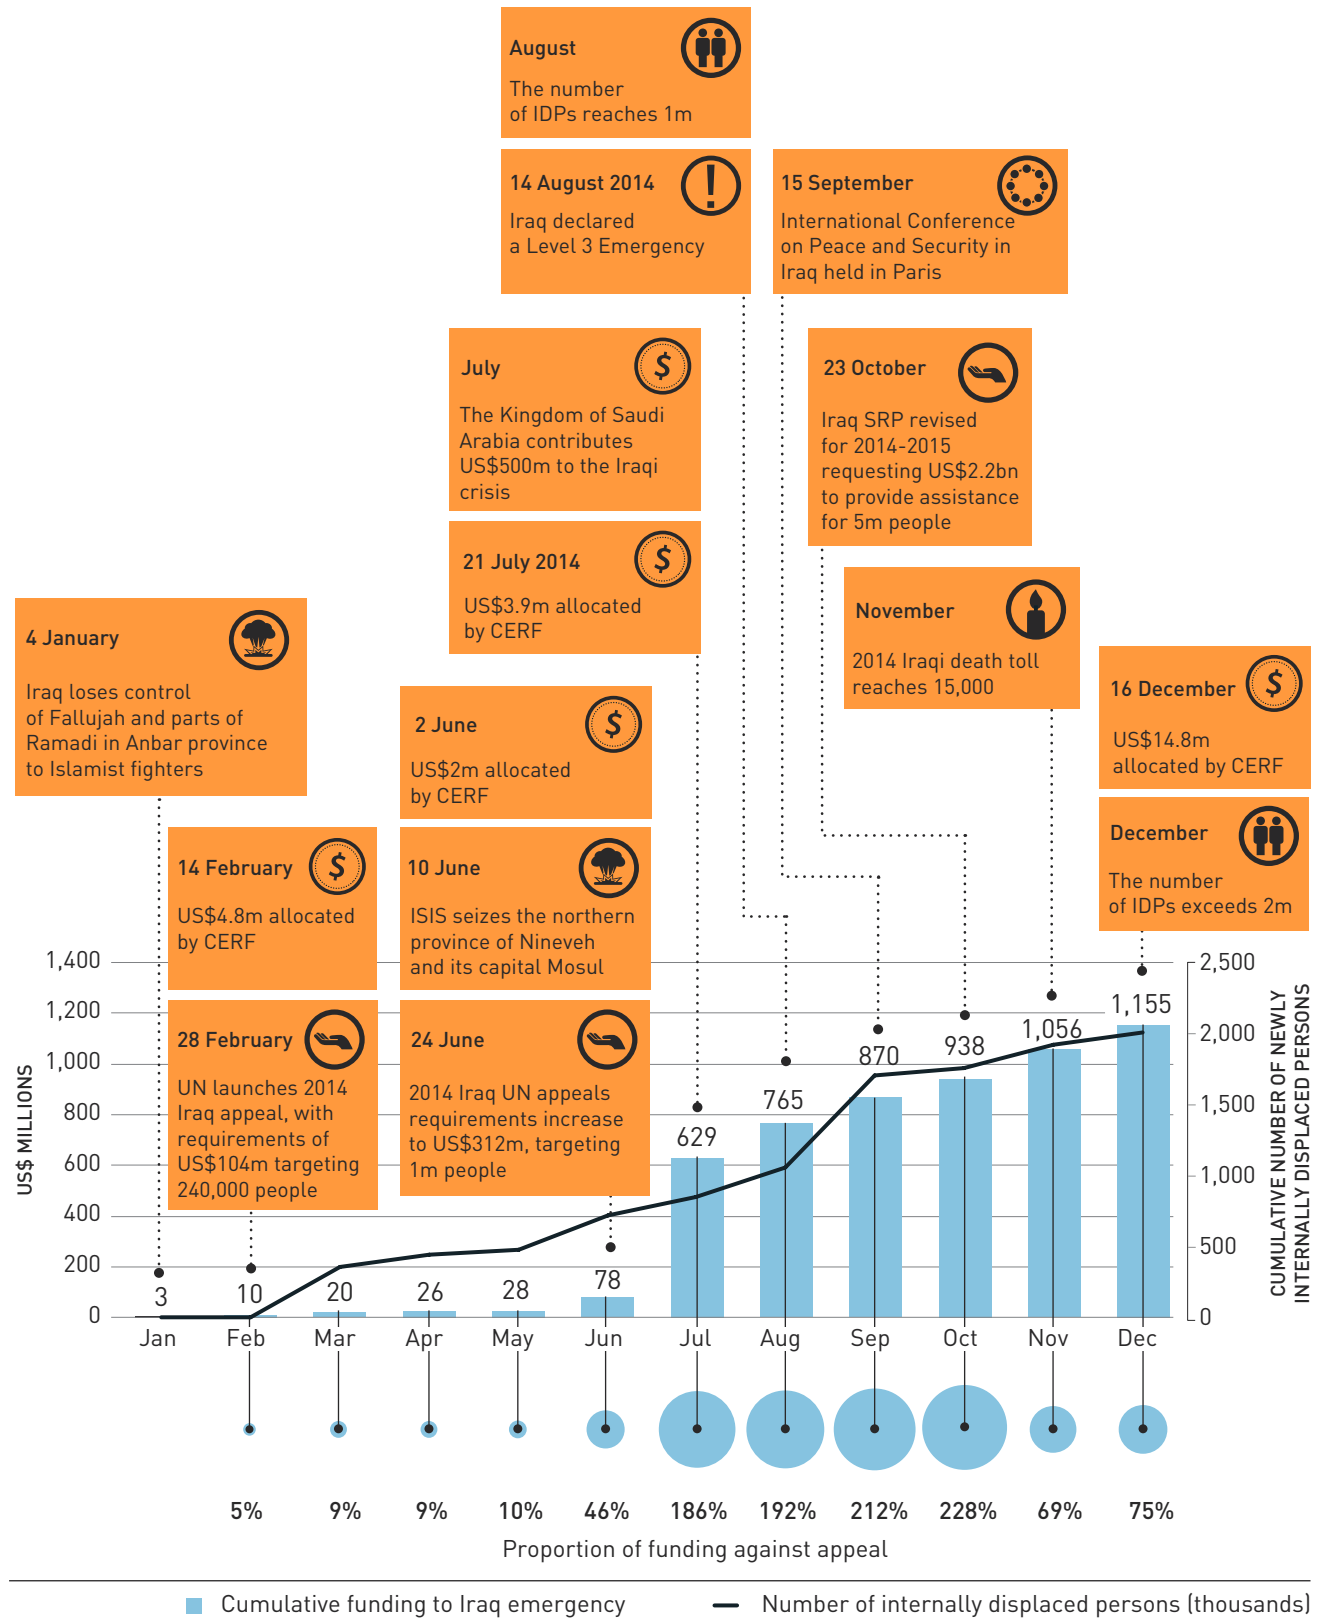 August
The number
of IDPs reaches 1m
14 August 2014
Iraq declared
a Level 3 Emergency
15 September
International Conference
on Peace and Security in
Iraq held in Paris
July
The Kingdom of Saudi
Arabia contributes
US$500m to the Iraqi
crisis
23 October
Iraq SRP revised
for 2014-2015
requesting US$2.2bn
to provide assistance
for 5m people
21 July 2014
US$3.9m allocated
by CERF
November
2014 Iraqi death toll
reaches 15,000
4 January
Iraq loses control
of Fallujah and parts of
Ramadi in Anbar province
to Islamist fighters
2 June
US$2m allocated
by CERF
16 December
US$14.8m
allocated by CERF
14 February
US$4.8m allocated
by CERF
10 June
ISIS seizes the northern
province of Nineveh
and its capital Mosul
December
The number
of IDPs exceeds 2m
28 February
UN launches 2014
Iraq appeal, with
requirements of
US$104m targeting
240,000 people
24 June
2014 Iraq UN appeals
requirements increase
to US$312m, targeting
1m people
US$ MILLIONS
1,400
1,200
1,000
800
600
400
200
0
3
10
20
26
28
78
629
765
870
938
1,056
1,155
2,500
2,000
1,500
1,000
500
0
CUMULATIVE NUMBER OF NEWLY
INTERNALLY DISPLACED PERSONS
Jan Feb Mar Apr May Jun Jul Aug Sep Oct Nov Dec
5% 9% 9% 10% 46% 186% 192% 212% 228% 69% 75%
Proportion of funding against appeal
Cumulative funding to Iraq emergency
Number of internally displaced persons (thousands)